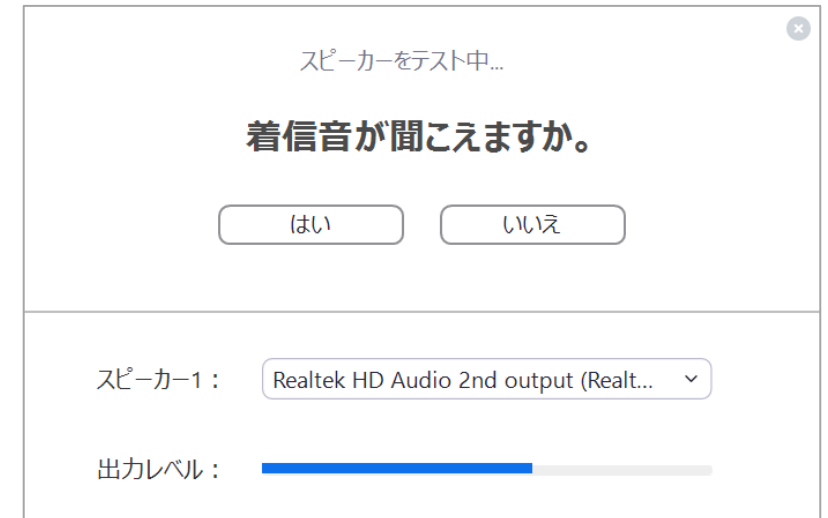 スピーカーをテスト中...
着信音が聞こえますか。
はい
いいえ
スピーカー1：
Realtek HD Audio 2nd output (Realt...
出力レベル：